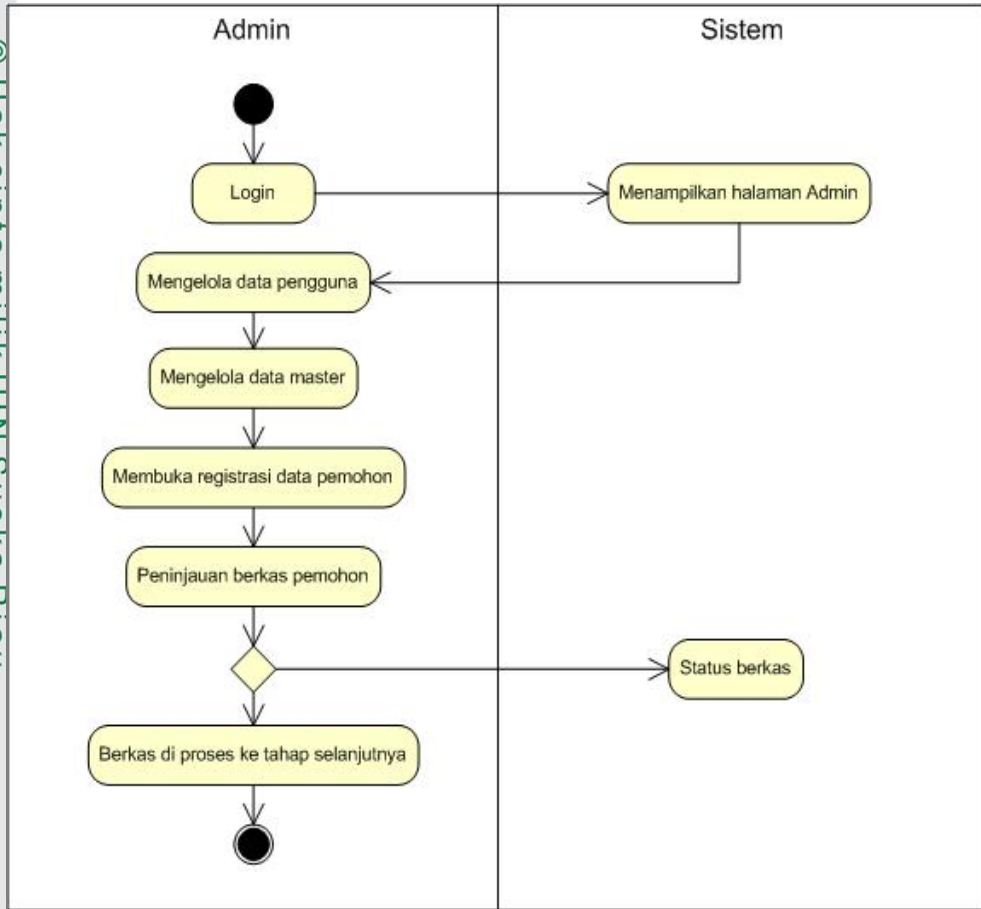 Admin
Sistem
Login
Menampilkan halaman Admin
Mengelola data pengguna
Mengelola data master
Membuka registrasi data pemohon
Peninjauan berkas pemohon
Status berkas
Berkas di proses ke tahap selanjutnya